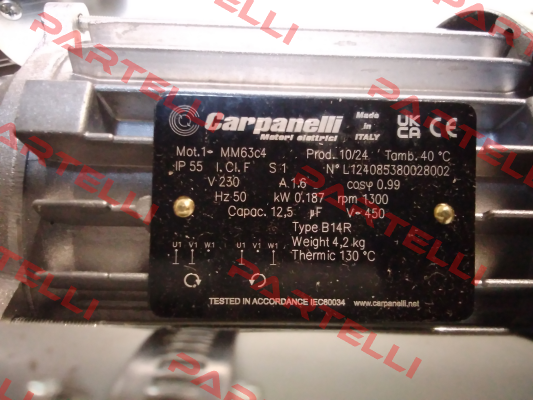 Carpanelli
Motori elettrici
Made in ITALY
UK CA CE
Mot.1~ MM63c4 Prod. 10/24 Tamb. 40 °C
IP 55 I. Cl. F S 1 N° L124085380028002
V 230 A 1.6 cosφ 0.99
Hz 50 kW 0.187 rpm 1300
Capac. 12,5 μF V~ 450
Type B14R
Weight 4,2 kg
Thermic 130 °C
U1 V1 W1 U1 V1 W1
TESTED IN ACCORDANCE IEC60034 www.carpanelli.net
PARTELLI
PARTELLI
PARTELLI
PARTELLI
PARTELLI